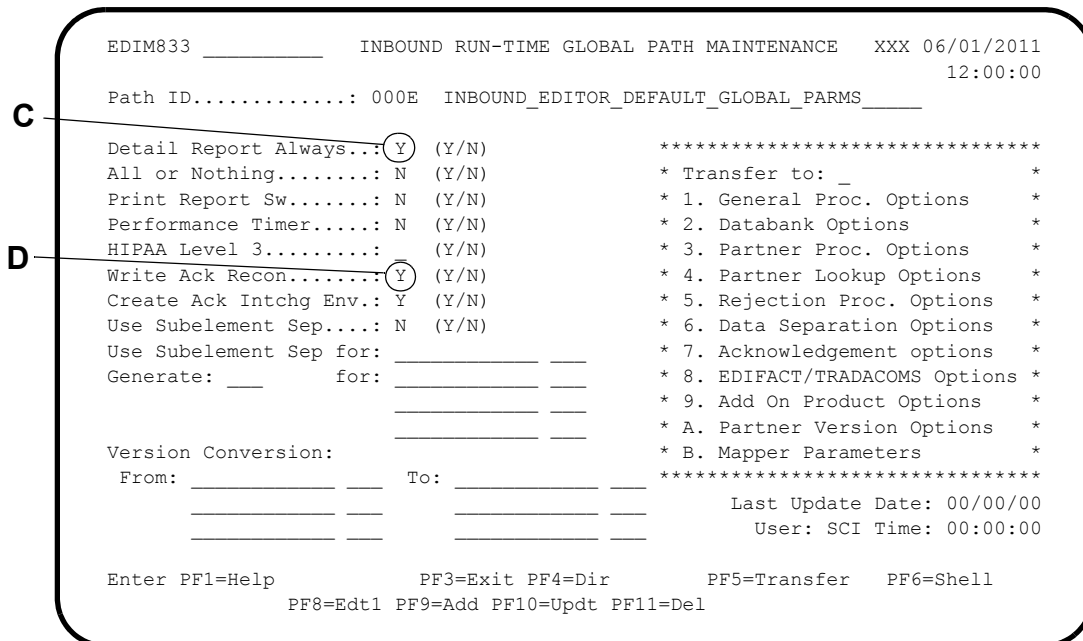 EDIM833 __________ INBOUND RUN-TIME GLOBAL PATH MAINTENANCE XXX 06/01/2011
12:00:00
Path ID.............: 000E INBOUND_EDITOR_DEFAULT_GLOBAL_PARMS_____
C
Detail Report Always..: Y (Y/N) ********************************
All or Nothing........: N (Y/N) * Transfer to: _ *
Print Report Sw.......: N (Y/N) * 1. General Proc. Options *
Performance Timer.....: N (Y/N) * 2. Databank Options *
HIPAA Level 3.........: _ (Y/N) * 3. Partner Proc. Options *
D
Write Ack Recon.......: Y (Y/N) * 4. Partner Lookup Options *
Create Ack Intchg Env.: Y (Y/N) * 5. Rejection Proc. Options *
Use Subelement Sep....: N (Y/N) * 6. Data Separation Options *
Use Subelement Sep for: ____________ ___ * 7. Acknowledgement options *
Generate: ___ for: ____________ ___ * 8. EDIFACT/TRADACOMS Options *
____________ ___ * 9. Add On Product Options *
____________ ___ * A. Partner Version Options *
Version Conversion: * B. Mapper Parameters *
From: ____________ ___ To: ____________ ___ ********************************
____________ ___ ____________ ___ Last Update Date: 00/00/00
____________ ___ ____________ ___ User: SCI Time: 00:00:00
Enter PF1=Help PF3=Exit PF4=Dir PF5=Transfer PF6=Shell
PF8=Edt1 PF9=Add PF10=Updt PF11=Del